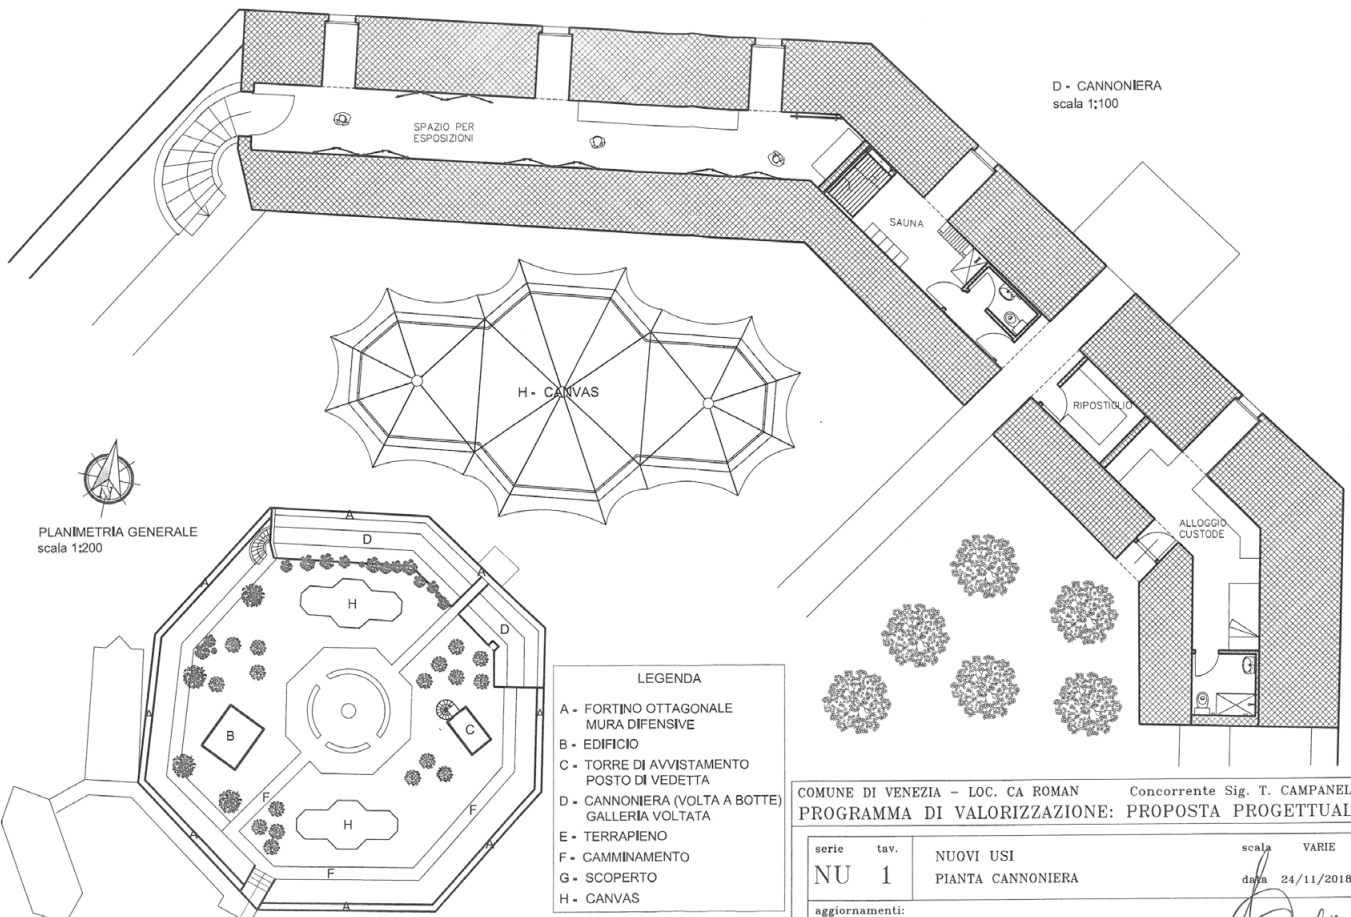 D - CANNONIERA
scala 1:100
SPAZIO PER
ESPOSIZIONI
SAUNA
H - CANVAS
RIPOSTIGLIO
ALLOGGIO
CUSTODE
N
PLANIMETRIA GENERALE
scala 1:200
A
D
A
A
H
D
A
B
C
A
F
F
H
A
A
F
A
LEGENDA
A - FORTINO OTTAGONALE
MURA DIFENSIVE
B - EDIFICIO
C - TORRE DI AVVISTAMENTO
POSTO DI VEDETTA
D - CANNONIERA (VOLTA A BOTTE)
GALLERIA VOLTATA
E - TERRAPIENO
F - CAMMINAMENTO
G - SCOPERTO
H - CANVAS
COMUNE DI VENEZIA - LOC. CA ROMAN Concorrente Sig. T. CAMPANEL
PROGRAMMA DI VALORIZZAZIONE: PROPOSTA PROGETTUAL
serie tav. NUOVI USI scala VARIE
NU 1 PIANTA CANNONIERA data 24/11/2018
aggiornamenti: